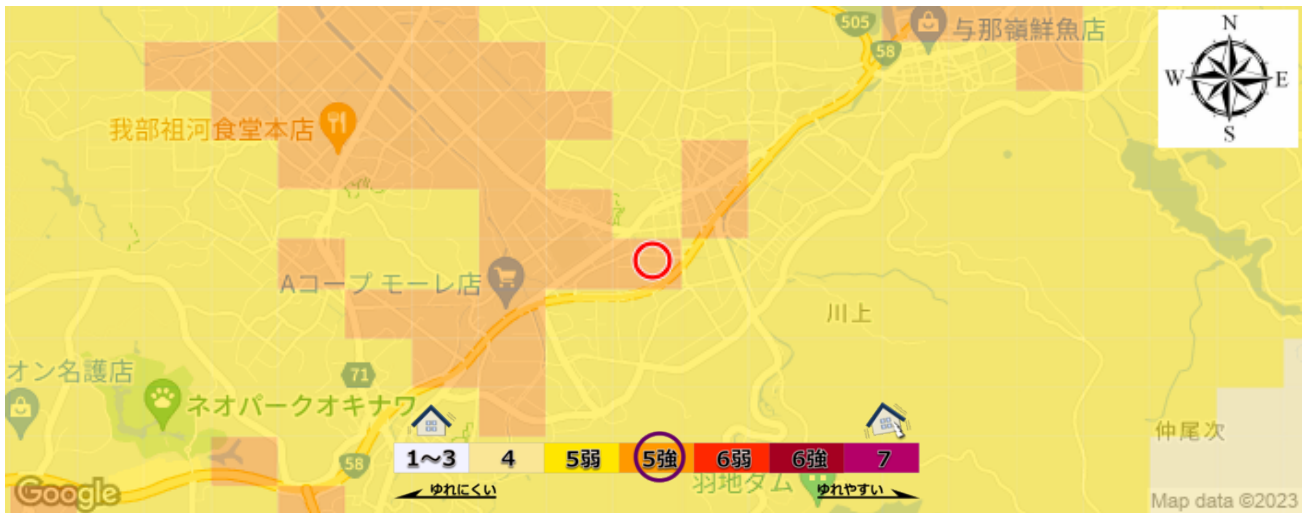 505
58
与那嶺鮮魚店
N
W E
S
我部祖河食堂本店
Aコープ モーレ店
川上
オン名護店
71
ネオパークオキナワ
仲尾次
58
1～3 4 5弱 5強 6弱 6強 7
羽地ダム
ゆれにくい ゆれやすい
Google
Map data ©2023